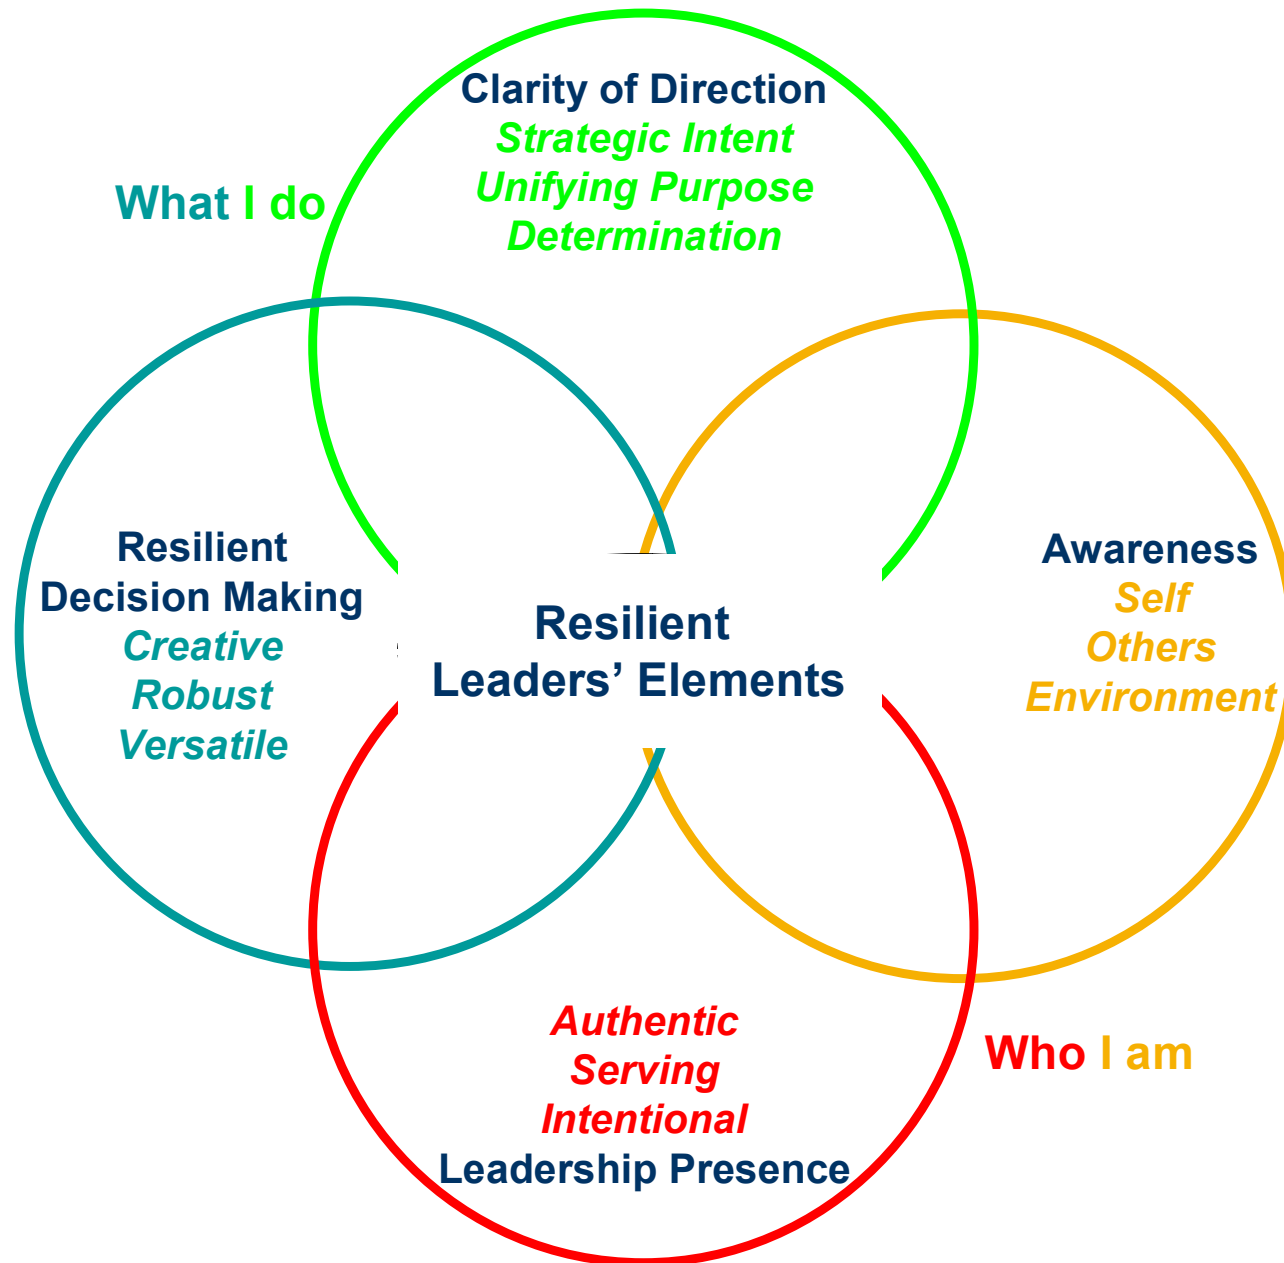 Clarity of Direction
Strategic Intent
Unifying Purpose
Determination
What I do
Resilient
Decision Making
Creative
Robust
Versatile
Resilient
Leaders’ Elements
Awareness
Self
Others
Environment
Authentic
Serving
Intentional
Leadership Presence
Who I am